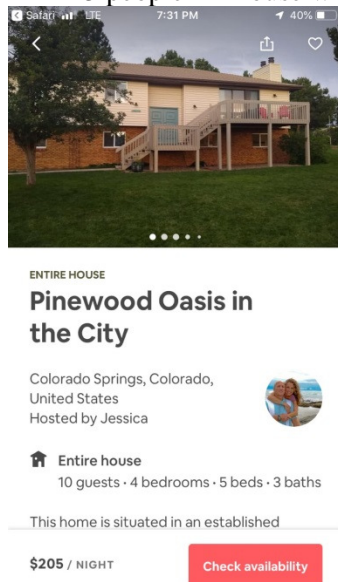 Safari LTE 7:31 PM 40%
ENTIRE HOUSE
Pinewood Oasis in
the City
Colorado Springs, Colorado,
United States
Hosted by Jessica
Entire house
10 guests · 4 bedrooms · 5 beds · 3 baths
This home is situated in an established
$205 / NIGHT Check availability